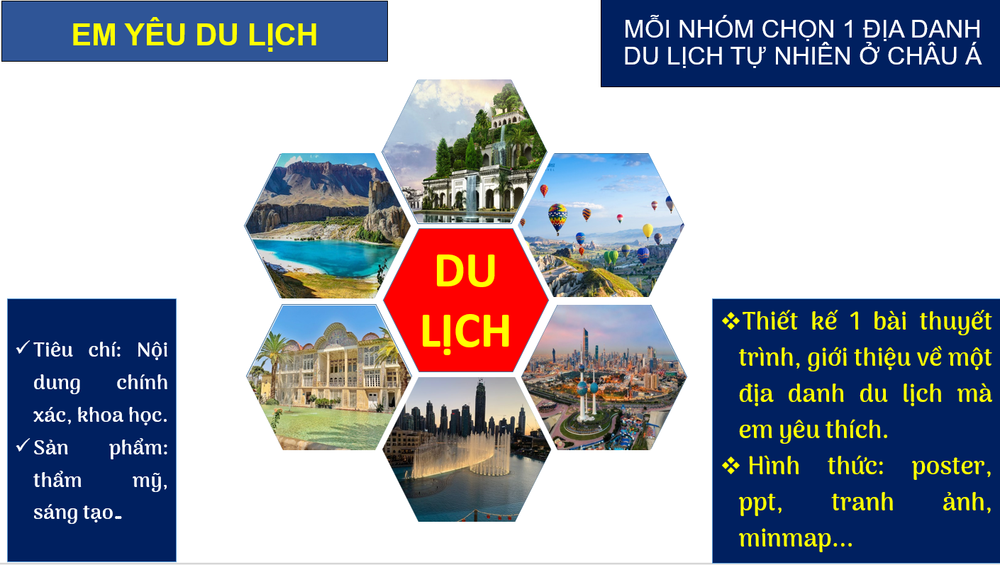 EM YÊU DU LỊCH
MỖI NHÓM CHỌN 1 ĐỊA DANH
DU LỊCH TỰ NHIÊN Ở CHÂU Á
DU
LỊCH
✓Tiêu chí: Nội
dung chính
xác, khoa học.
✓Sản phẩm:
thẩm mỹ,
sáng tạo…
❖Thiết kế 1 bài thuyết
trình, giới thiệu về một
địa danh du lịch mà
em yêu thích.
❖ Hình thức: poster,
ppt, tranh ảnh,
minmap...